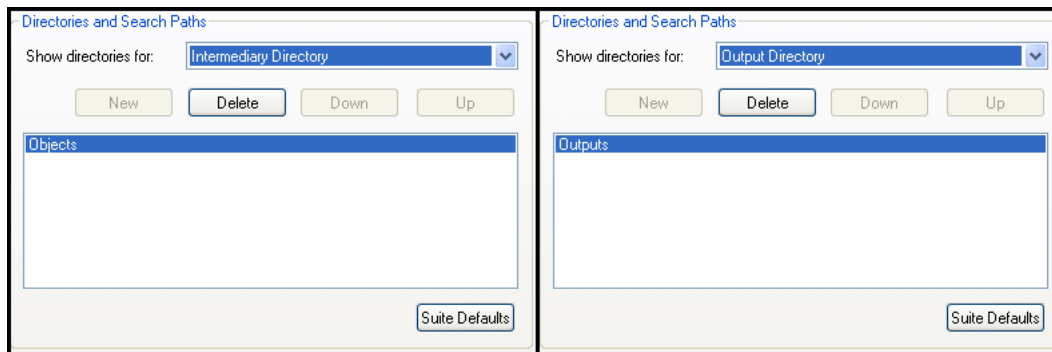 Directories and Search Paths
Show directories for: Intermediary Directory
New Delete Down Up
Objects
Suite Defaults
Directories and Search Paths
Show directories for: Output Directory
New Delete Down Up
Outputs
Suite Defaults